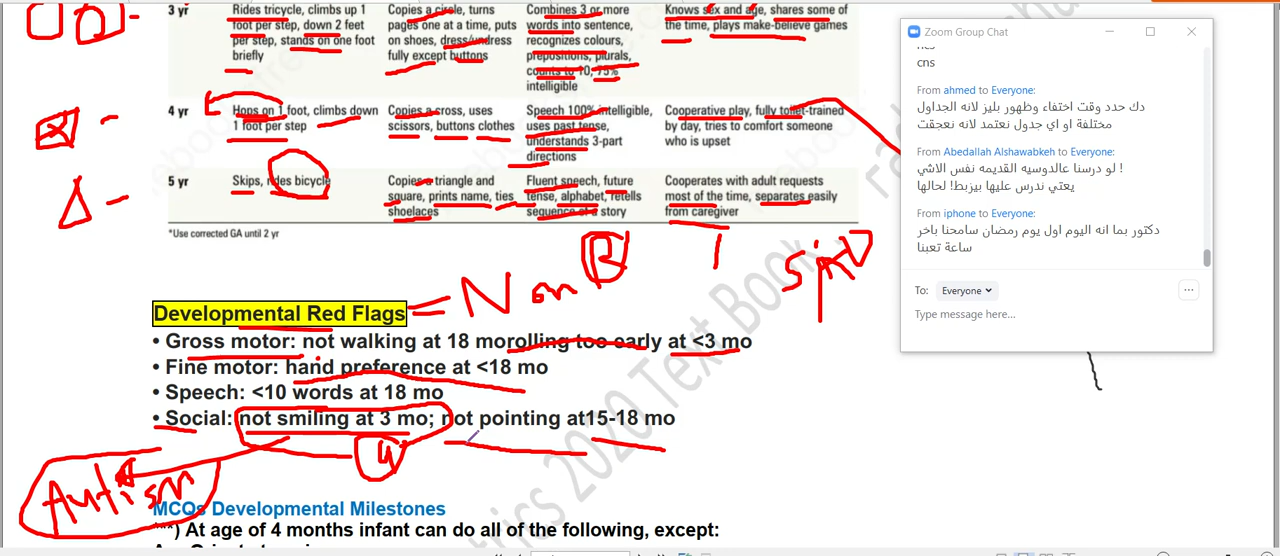 3 yr
Rides tricycle, climbs up 1
foot per step, down 2 feet
per step, stands on one foot
briefly
Copies a circle, turns
pages one at a time, puts
on shoes, dress/undress
fully except buttons
Combines 3 or more
words into sentence,
recognizes colours,
prepositions, plurals,
counts to 10, 75%
intelligible
Knows sex and age, shares some of
the time, plays make-believe games
4 yr
Hops on 1 foot, climbs down
1 foot per step
Copies a cross, uses
scissors, buttons clothes
Speech 100% intelligible,
uses past tense,
understands 3-part
directions
Cooperative play, fully toilet-trained
by day, tries to comfort someone
who is upset
5 yr
Skips, rides bicycle
Copies a triangle and
square, prints name, ties
shoelaces
Fluent speech, future
tense, alphabet, retells
sequence of a story
Cooperates with adult requests
most of the time, separates easily
from caregiver
*Use corrected GA until 2 yr
Developmental Red Flags
• Gross motor: not walking at 18 morolling too early at <3 mo
• Fine motor: hand preference at <18 mo
• Speech: <10 words at 18 mo
• Social: not smiling at 3 mo; not pointing at15-18 mo
Autism
MCQs Developmental Milestones
) At age of 4 months infant can do all of the following, except:
2020 Text Book
Zoom Group Chat
cns
From ahmed to Everyone:
دك حدد وقت اختفاء وظهور بليز لانه الجداول
مختلفة او اي جدول نعتمد لانه نعجقت
From Abedallah Alshawabkeh to Everyone:
! لو درسنا عالدوسيه القديمه نفس الاشي
يعتي ندرس عليها بيزبط! لحالها
From iphone to Everyone:
دكتور بما انه اليوم اول يوم رمضان سامحنا باخر
ساعة تعبنا
To: Everyone
Type message here...